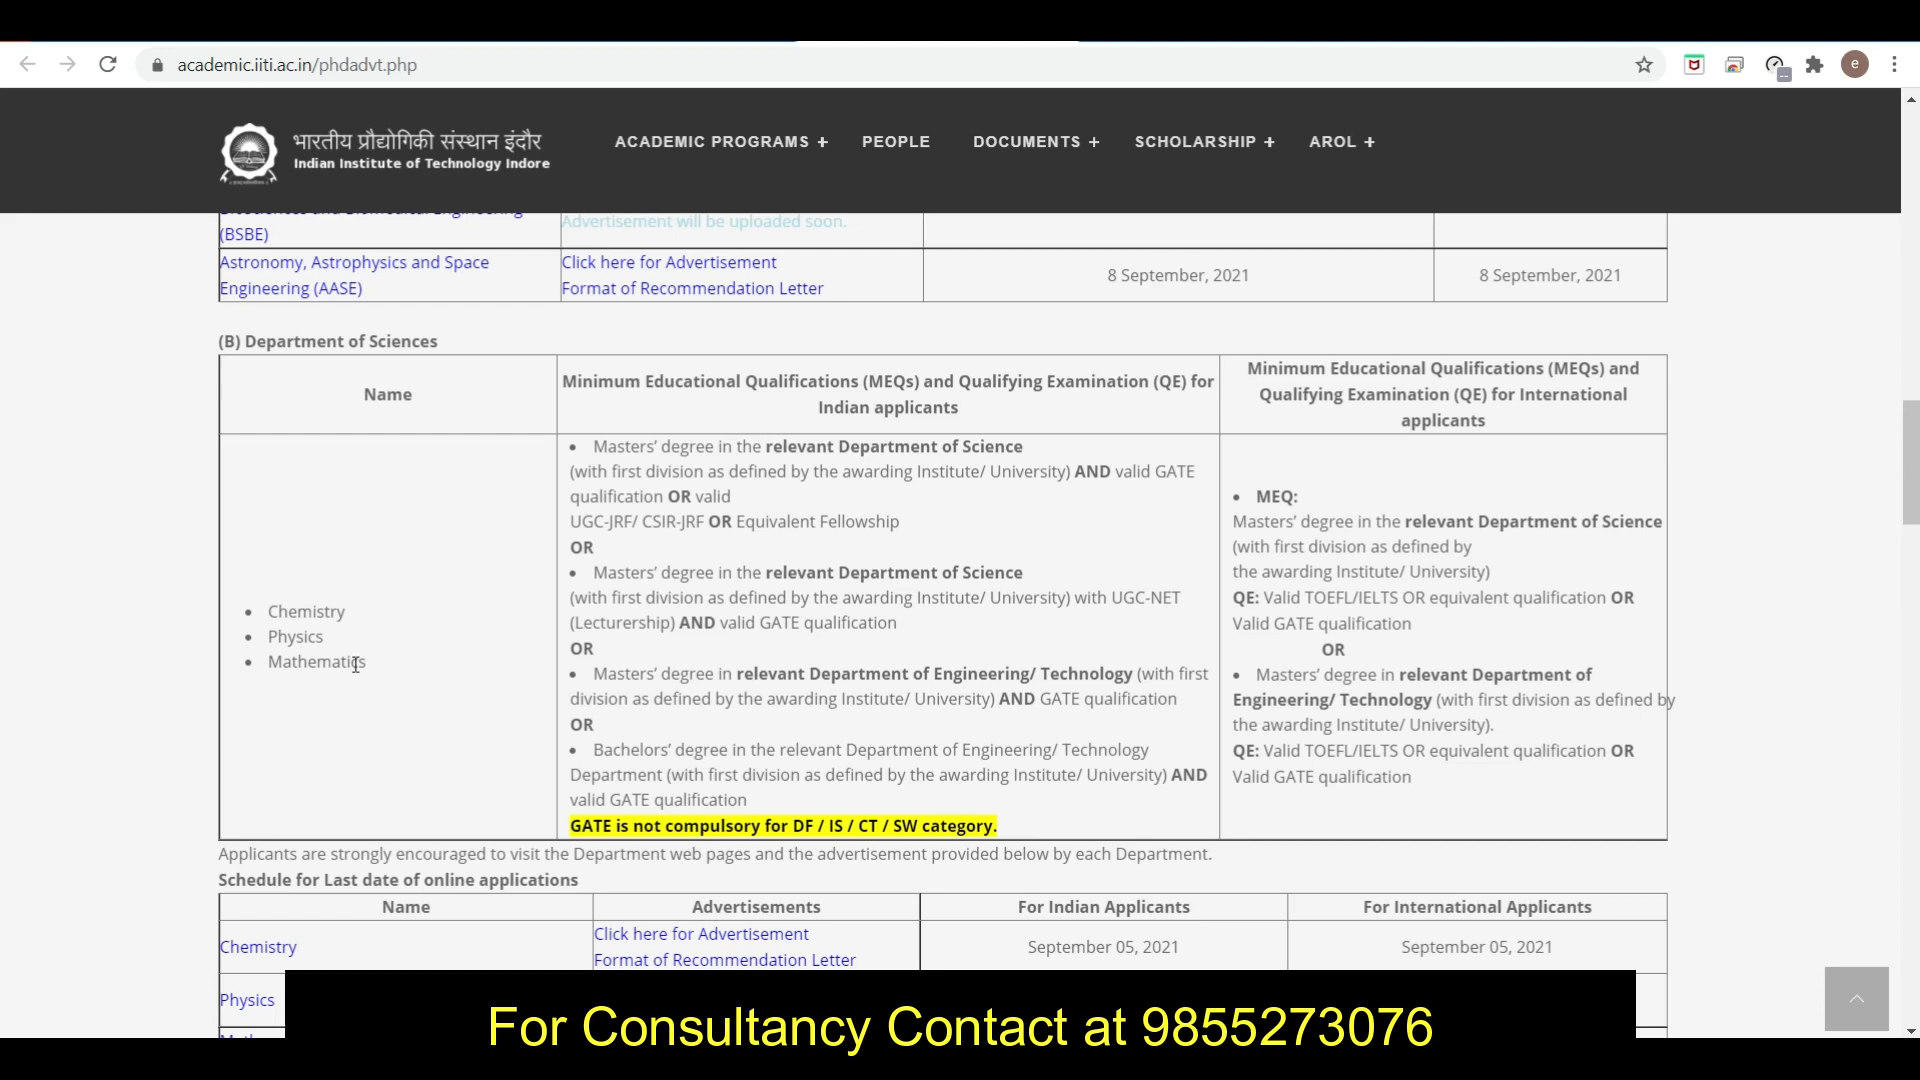 academic.iiti.ac.in/phdadvt.php
e
भारतीय प्रौद्योगिकी संस्थान इंदौर
Indian Institute of Technology Indore
ACADEMIC PROGRAMS +
PEOPLE
DOCUMENTS +
SCHOLARSHIP +
AROL +
(BSBE)
Advertisement will be uploaded soon.
Astronomy, Astrophysics and Space
Engineering (AASE)
Click here for Advertisement
Format of Recommendation Letter
8 September, 2021
8 September, 2021
(B) Department of Sciences
Name
Minimum Educational Qualifications (MEQs) and Qualifying Examination (QE) for
Indian applicants
Minimum Educational Qualifications (MEQs) and
Qualifying Examination (QE) for International
applicants
• Chemistry
• Physics
• Mathematics
• Masters’ degree in the relevant Department of Science
(with first division as defined by the awarding Institute/ University) AND valid GATE
qualification OR valid
UGC-JRF/ CSIR-JRF OR Equivalent Fellowship
OR
• Masters’ degree in the relevant Department of Science
(with first division as defined by the awarding Institute/ University) with UGC-NET
(Lecturership) AND valid GATE qualification
OR
• Masters’ degree in relevant Department of Engineering/ Technology (with first
division as defined by the awarding Institute/ University) AND GATE qualification
OR
• Bachelors’ degree in the relevant Department of Engineering/ Technology
Department (with first division as defined by the awarding Institute/ University) AND
valid GATE qualification
GATE is not compulsory for DF / IS / CT / SW category.
• MEQ:
Masters’ degree in the relevant Department of Science
(with first division as defined by
the awarding Institute/ University)
QE: Valid TOEFL/IELTS OR equivalent qualification OR
Valid GATE qualification
OR
• Masters’ degree in relevant Department of
Engineering/ Technology (with first division as defined by
the awarding Institute/ University).
QE: Valid TOEFL/IELTS OR equivalent qualification OR
Valid GATE qualification
Applicants are strongly encouraged to visit the Department web pages and the advertisement provided below by each Department.
Schedule for Last date of online applications
Name
Advertisements
For Indian Applicants
For International Applicants
Chemistry
Click here for Advertisement
Format of Recommendation Letter
September 05, 2021
September 05, 2021
Physics
For Consultancy Contact at 9855273076